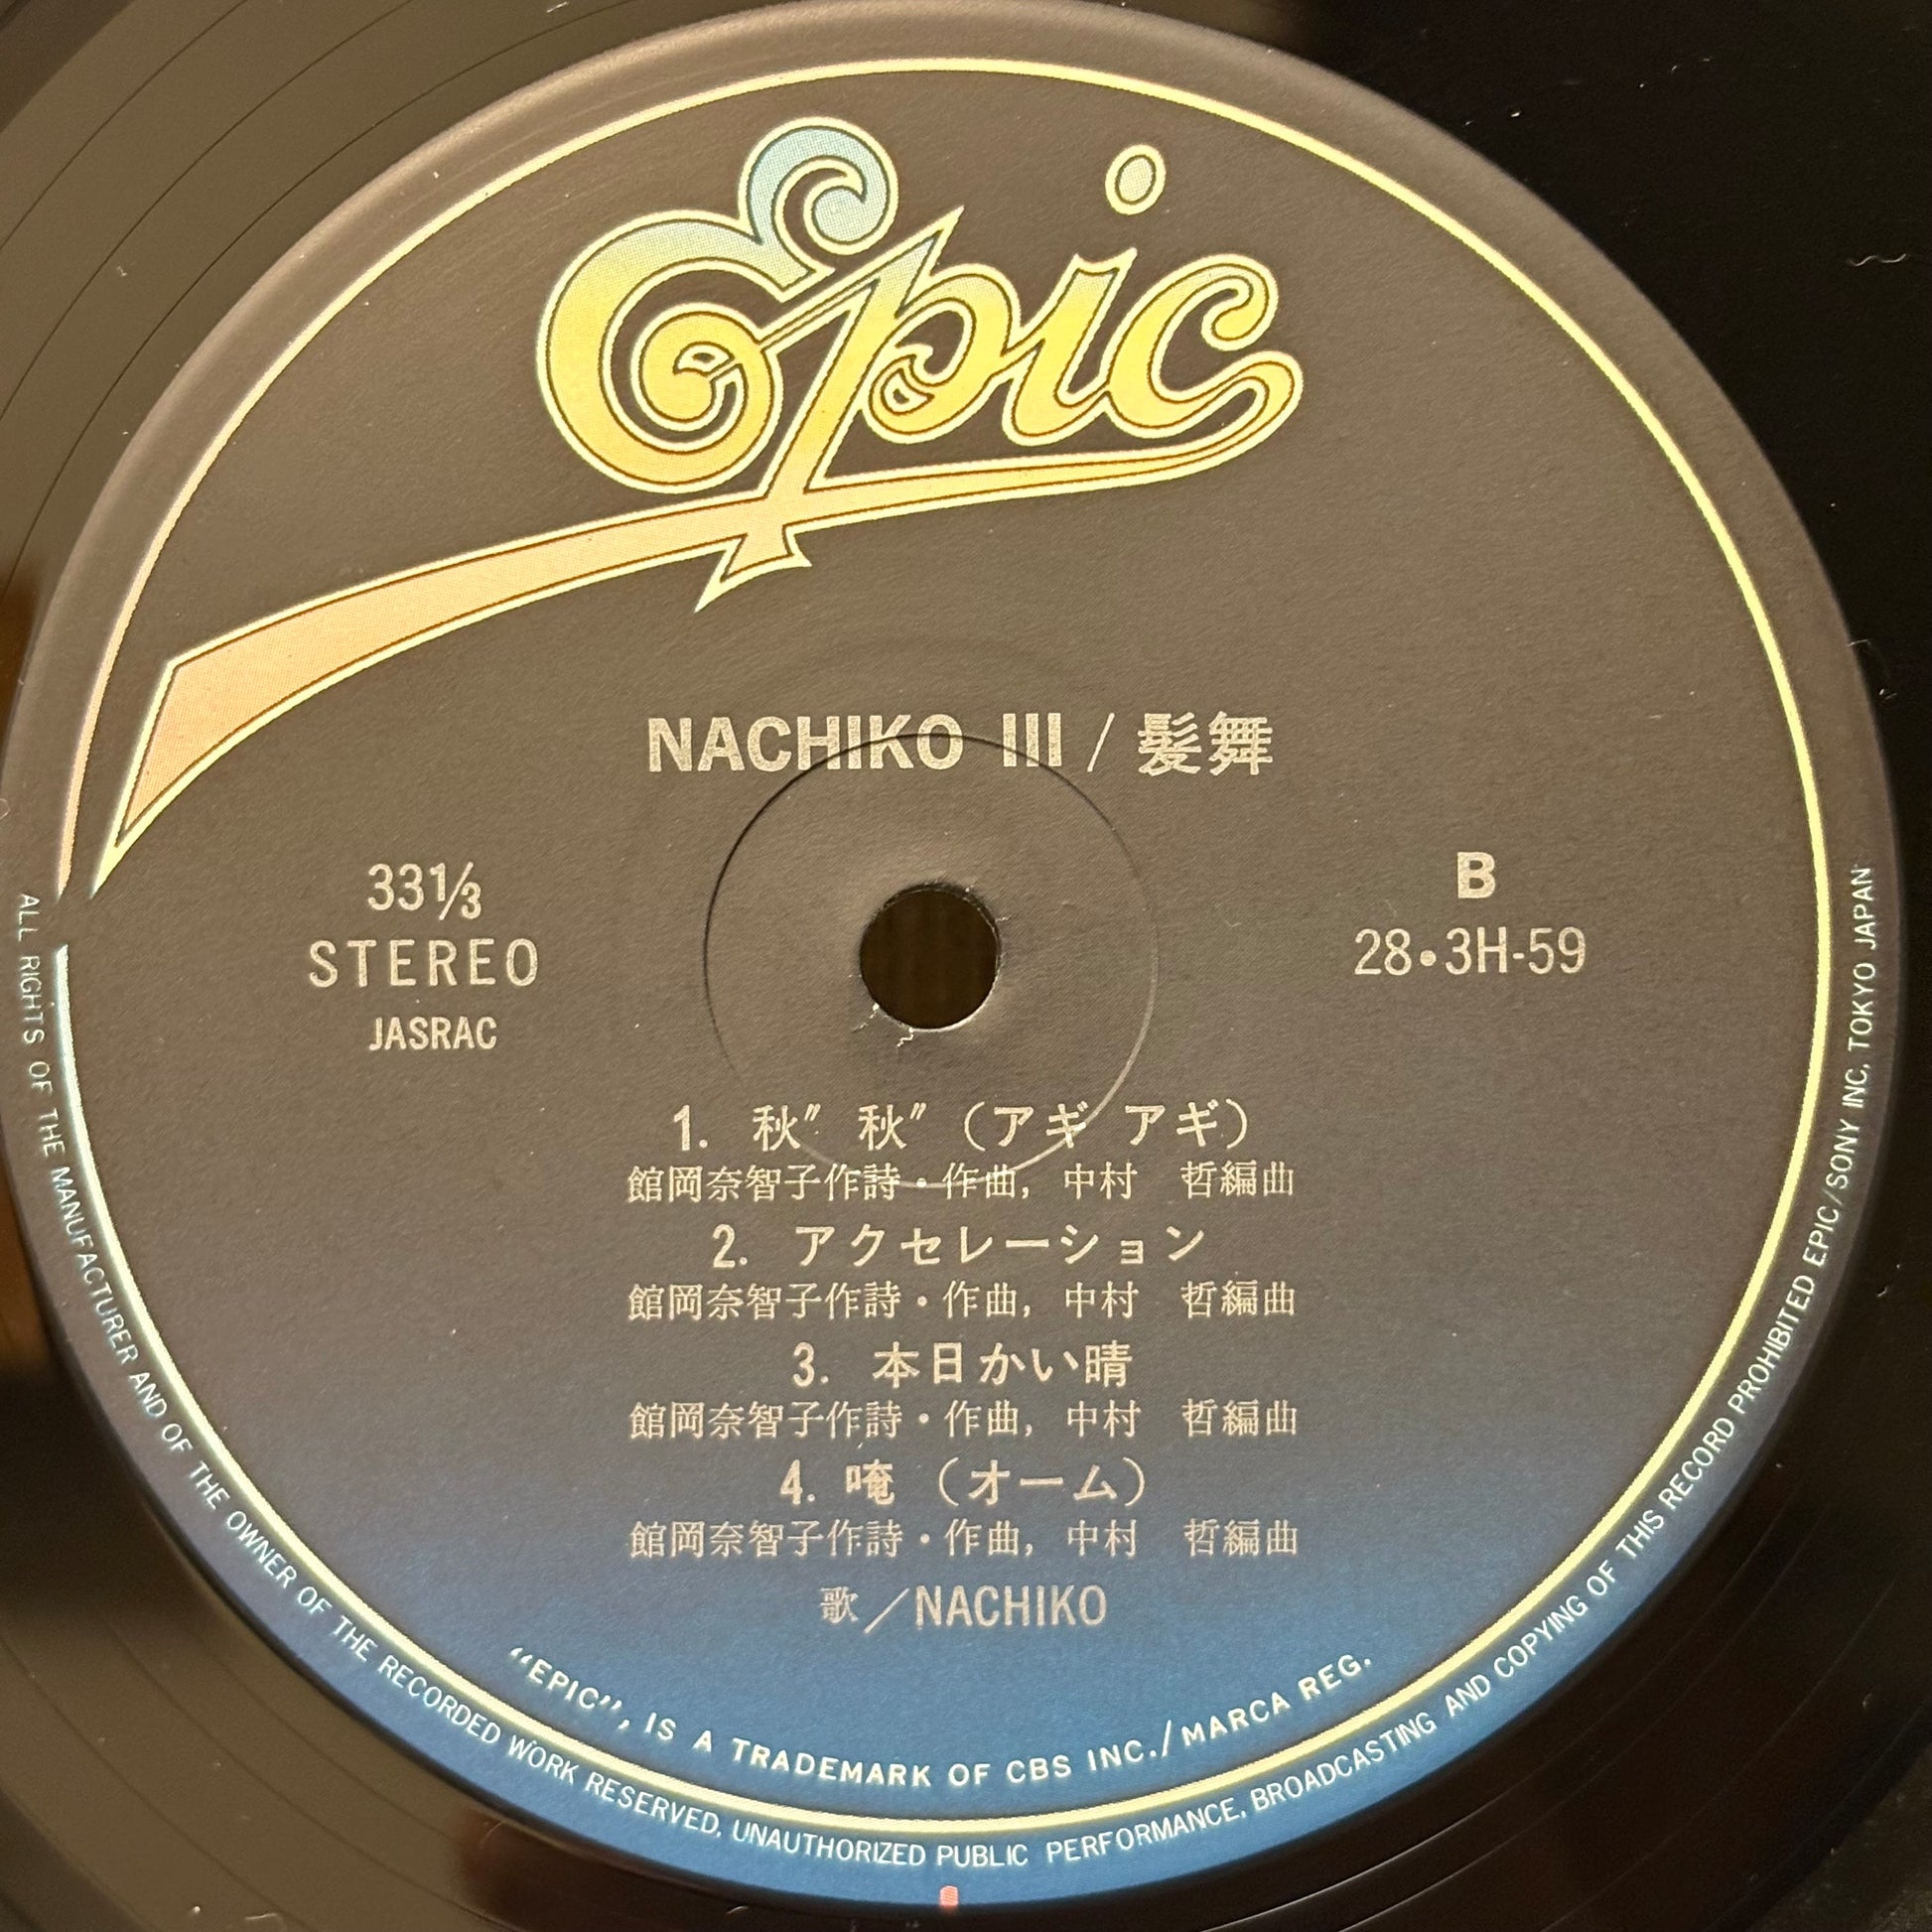 Epic
NACHIKO III / 髪舞
33⅓
STEREO
JASRAC
B
28•3H-59
1. 秋〃 秋〃 (アギ アギ)
館岡奈智子作詩・作曲, 中村 哲編曲
2. アクセレーション
館岡奈智子作詩・作曲, 中村 哲編曲
3. 本日かい晴
館岡奈智子作詩・作曲, 中村 哲編曲
4. 唵 (オーム)
館岡奈智子作詩・作曲, 中村 哲編曲
歌／NACHIKO
“EPIC”, IS A TRADEMARK OF CBS INC./MARCA REG.
ALL RIGHTS OF THE MANUFACTURER AND OF THE OWNER OF THE RECORDED WORK RESERVED, UNAUTHORIZED PUBLIC PERFORMANCE, BROADCASTING AND COPYING OF THIS RECORD PROHIBITED EPIC/SONY INC, TOKYO JAPAN